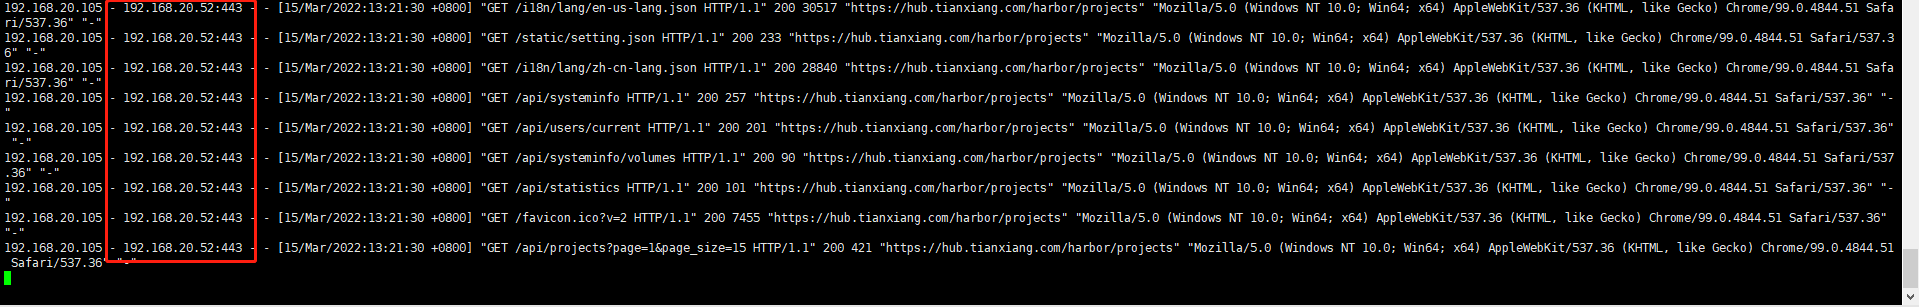 192.168.20.105 - 192.168.20.52:443 - - [15/Mar/2022:13:21:30 +0800] "GET /i18n/lang/en-us-lang.json HTTP/1.1" 200 30517 "https://hub.tianxiang.com/harbor/projects" "Mozilla/5.0 (Windows NT 10.0; Win64; x64) AppleWebKit/537.36 (KHTML, like Gecko) Chrome/99.0.4844.51 Safa
ri/537.36" "-"
192.168.20.105 - 192.168.20.52:443 - - [15/Mar/2022:13:21:30 +0800] "GET /static/setting.json HTTP/1.1" 200 233 "https://hub.tianxiang.com/harbor/projects" "Mozilla/5.0 (Windows NT 10.0; Win64; x64) AppleWebKit/537.36 (KHTML, like Gecko) Chrome/99.0.4844.51 Safari/537.3
6" "-"
192.168.20.105 - 192.168.20.52:443 - - [15/Mar/2022:13:21:30 +0800] "GET /i18n/lang/zh-cn-lang.json HTTP/1.1" 200 28840 "https://hub.tianxiang.com/harbor/projects" "Mozilla/5.0 (Windows NT 10.0; Win64; x64) AppleWebKit/537.36 (KHTML, like Gecko) Chrome/99.0.4844.51 Safa
ri/537.36" "-"
192.168.20.105 - 192.168.20.52:443 - - [15/Mar/2022:13:21:30 +0800] "GET /api/systeminfo HTTP/1.1" 200 257 "https://hub.tianxiang.com/harbor/projects" "Mozilla/5.0 (Windows NT 10.0; Win64; x64) AppleWebKit/537.36 (KHTML, like Gecko) Chrome/99.0.4844.51 Safari/537.36" "-
"
192.168.20.105 - 192.168.20.52:443 - - [15/Mar/2022:13:21:30 +0800] "GET /api/users/current HTTP/1.1" 200 201 "https://hub.tianxiang.com/harbor/projects" "Mozilla/5.0 (Windows NT 10.0; Win64; x64) AppleWebKit/537.36 (KHTML, like Gecko) Chrome/99.0.4844.51 Safari/537.36"
 "-"
192.168.20.105 - 192.168.20.52:443 - - [15/Mar/2022:13:21:30 +0800] "GET /api/systeminfo/volumes HTTP/1.1" 200 90 "https://hub.tianxiang.com/harbor/projects" "Mozilla/5.0 (Windows NT 10.0; Win64; x64) AppleWebKit/537.36 (KHTML, like Gecko) Chrome/99.0.4844.51 Safari/537
.36" "-"
192.168.20.105 - 192.168.20.52:443 - - [15/Mar/2022:13:21:30 +0800] "GET /api/statistics HTTP/1.1" 200 101 "https://hub.tianxiang.com/harbor/projects" "Mozilla/5.0 (Windows NT 10.0; Win64; x64) AppleWebKit/537.36 (KHTML, like Gecko) Chrome/99.0.4844.51 Safari/537.36" "-
"
192.168.20.105 - 192.168.20.52:443 - - [15/Mar/2022:13:21:30 +0800] "GET /favicon.ico?v=2 HTTP/1.1" 200 7455 "https://hub.tianxiang.com/harbor/projects" "Mozilla/5.0 (Windows NT 10.0; Win64; x64) AppleWebKit/537.36 (KHTML, like Gecko) Chrome/99.0.4844.51 Safari/537.36"
"-"
192.168.20.105 - 192.168.20.52:443 - - [15/Mar/2022:13:21:30 +0800] "GET /api/projects?page=1&page_size=15 HTTP/1.1" 200 421 "https://hub.tianxiang.com/harbor/projects" "Mozilla/5.0 (Windows NT 10.0; Win64; x64) AppleWebKit/537.36 (KHTML, like Gecko) Chrome/99.0.4844.51
 Safari/537.36" "-"